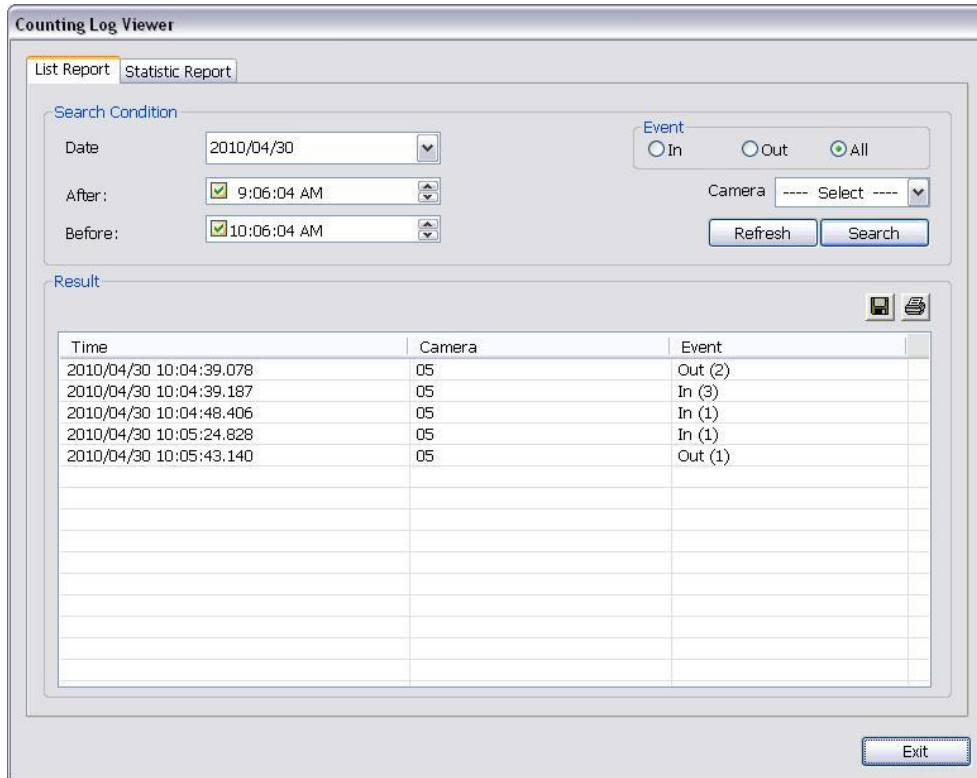 Counting Log Viewer
List Report Statistic Report
Search Condition
Date 2010/04/30
After: 9:06:04 AM
Before: 10:06:04 AM
Event
In Out All
Camera ---- Select ----
Refresh Search
Result
Time Camera Event
2010/04/30 10:04:39.078 05 Out (2)
2010/04/30 10:04:39.187 05 In (3)
2010/04/30 10:04:48.406 05 In (1)
2010/04/30 10:05:24.828 05 In (1)
2010/04/30 10:05:43.140 05 Out (1)
Exit